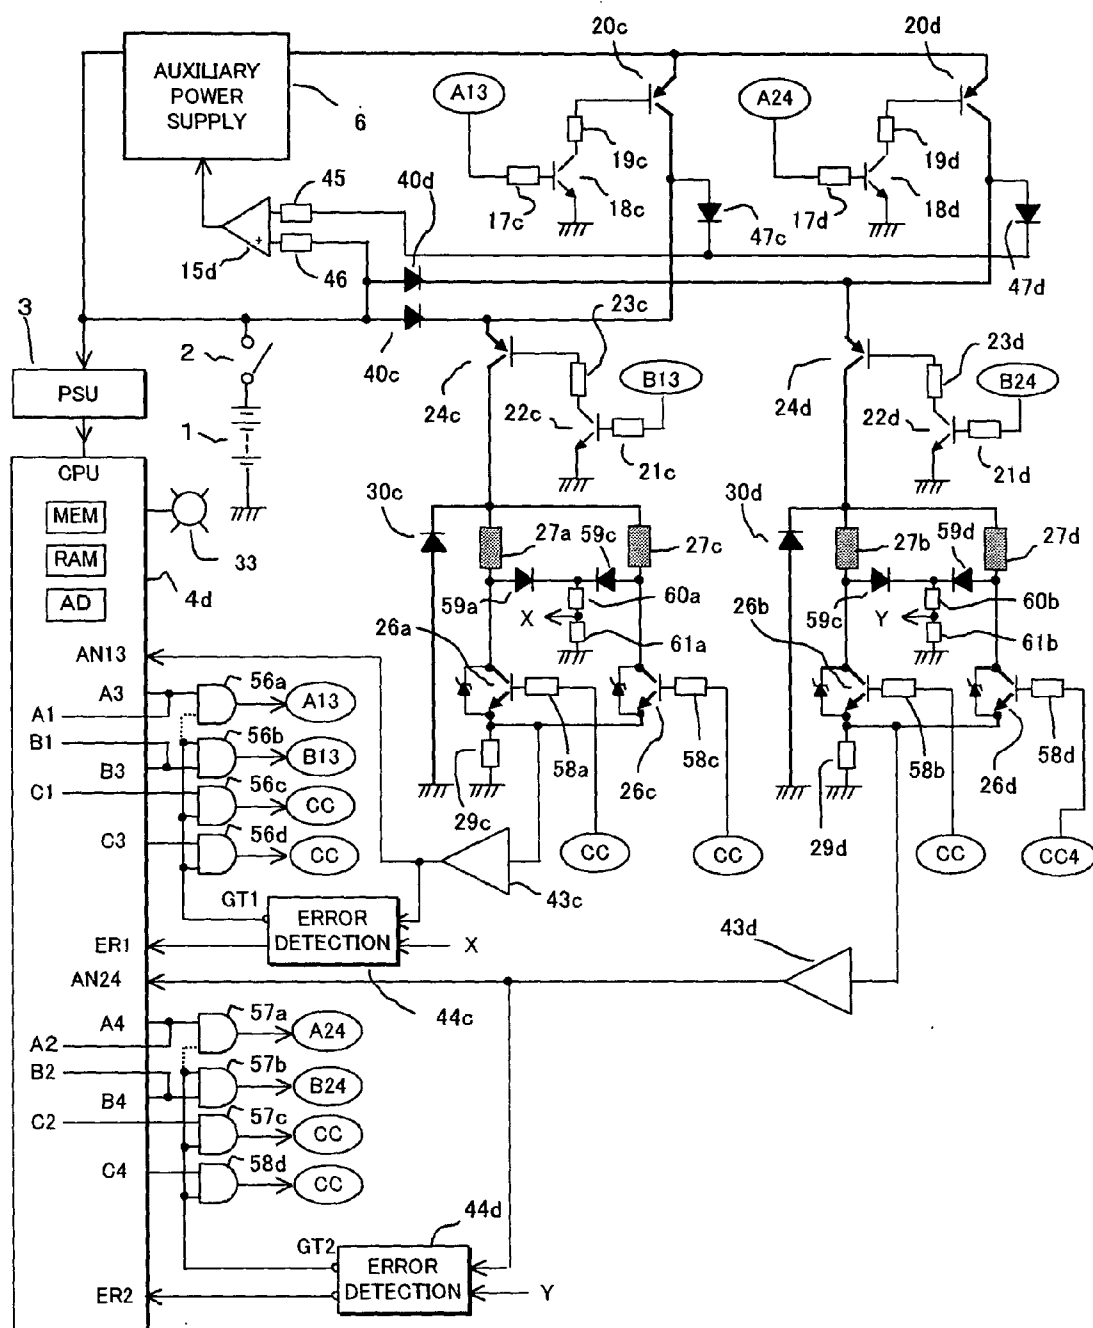 20c
20d
AUXILIARY
POWER
SUPPLY
6
A13
A24
19c
19d
45
40d
17c
18c
47c
17d
18d
47d
15d
46
3
23c
2
40c
23d
PSU
24c
22c
B13
24d
22d
B24
1
21c
21d
CPU
MEM
RAM
AD
33
4d
30c
27a
59c
27c
30d
27b
59d
27d
59a
X
60a
61a
59c
Y
60b
61b
26a
26b
AN13
A3
A1
56a
A13
B1
B3
56b
B13
C1
56c
CC
C3
56d
CC
58a
58c
58b
58d
29c
26c
29d
26d
CC
CC
CC
CC4
43c
GT1
ERROR
DETECTION
X
ER1
44c
43d
AN24
A4
A2
57a
A24
B2
B4
57b
B24
C2
57c
CC
C4
58d
CC
44d
GT2
ERROR
DETECTION
Y
ER2